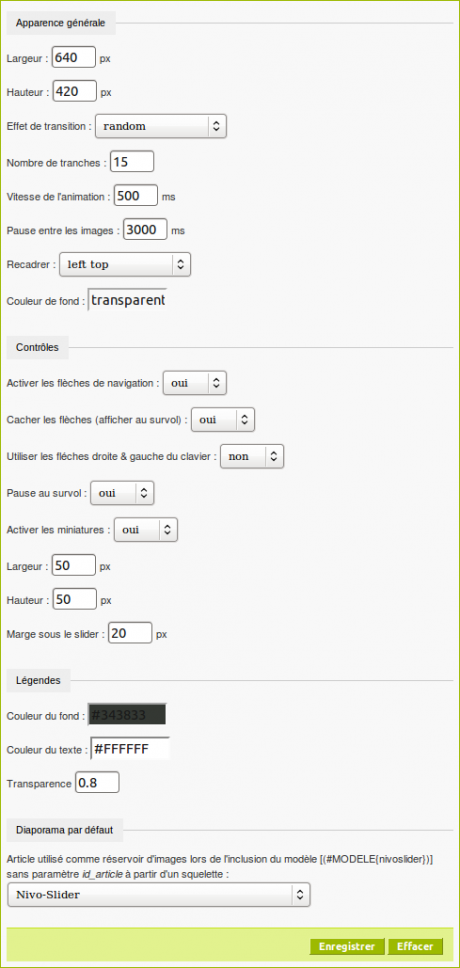 Apparence générale
Largeur : 640 px
Hauteur : 420 px
Effet de transition : random
Nombre de tranches : 15
Vitesse de l'animation : 500 ms
Pause entre les images : 3000 ms
Recadrer : left top
Couleur de fond : transparent
Contrôles
Activer les flèches de navigation : oui
Cacher les flèches (afficher au survol) : oui
Utiliser les flèches droite & gauche du clavier : non
Pause au survol : oui
Activer les miniatures : oui
Largeur : 50 px
Hauteur : 50 px
Marge sous le slider : 20 px
Légendes
Couleur du fond : #343833
Couleur du texte : #FFFFFF
Transparence 0.8
Diaporama par défaut
Article utilisé comme réservoir d'images lors de l'inclusion du modèle [(#MODELE{nivoslider})]
sans paramètre id_article à partir d'un squelette :
Nivo-Slider
Enregistrer Effacer